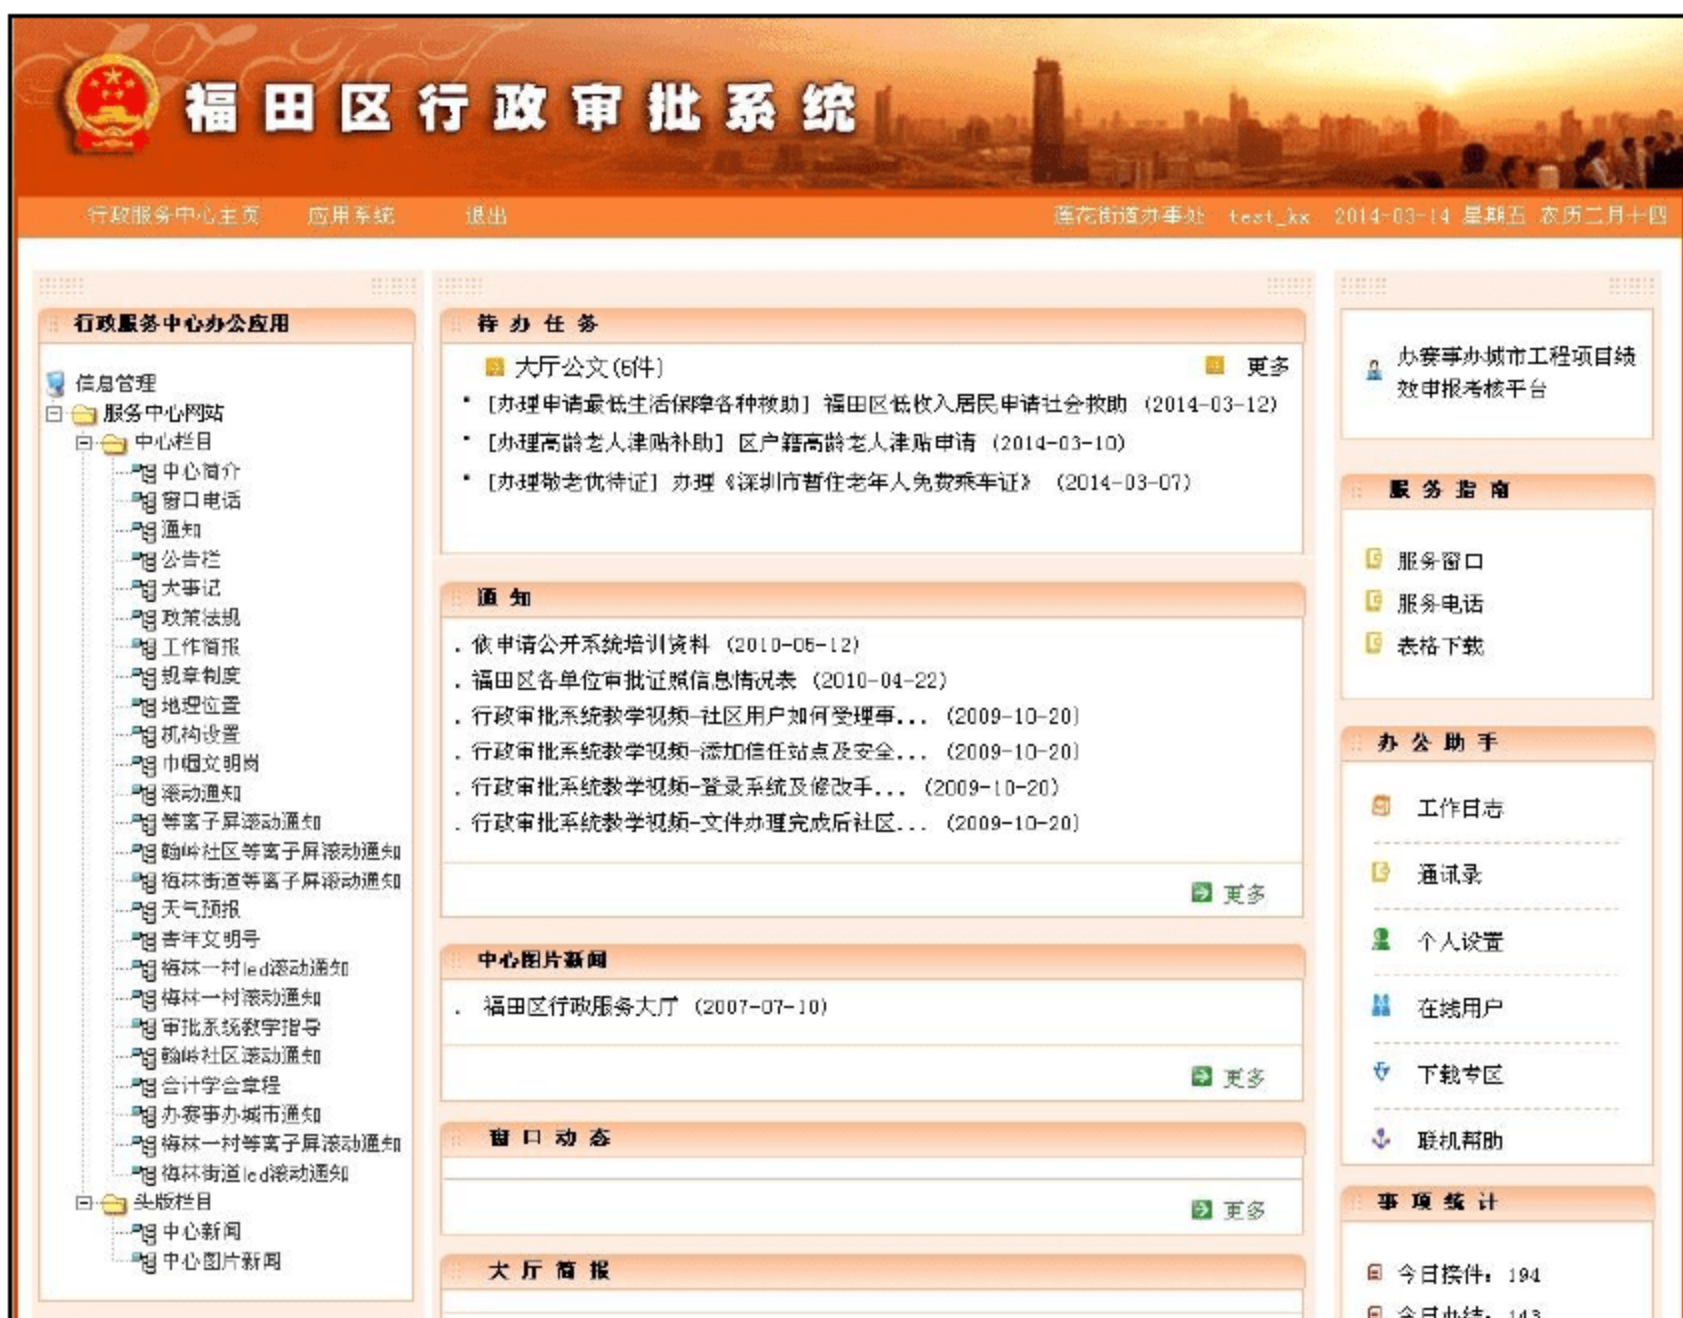 福田区行政审批系统
行政服务中心主页 应用系统 退出 莲花街道办事处 test_kx 2014-03-14 星期五 农历二月十四
行政服务中心办公应用
信息管理
服务中心网站
中心栏目
中心简介
窗口电话
通知
公告栏
大事记
政策法规
工作简报
规章制度
地理位置
机构设置
巾帼文明岗
滚动通知
等离子屏滚动通知
翰岭社区等离子屏滚动通知
梅林街道等离子屏滚动通知
天气预报
青年文明号
梅林一村led滚动通知
梅林一村滚动通知
审批系统教学指导
翰岭社区滚动通知
会计学会章程
办赛事办城市通知
梅林一村等离子屏滚动通知
梅林街道led滚动通知
头版栏目
中心新闻
中心图片新闻
待办任务
大厅公文(6件) 更多
[办理申请最低生活保障各种救助] 福田区低收入居民申请社会救助 (2014-03-12)
[办理高龄老人津贴补助] 区户籍高龄老人津贴申请 (2014-03-10)
[办理敬老优待证] 办理《深圳市暂住老年人免费乘车证》 (2014-03-07)
通知
. 依申请公开系统培训资料 (2010-05-12)
. 福田区各单位审批证照信息情况表 (2010-04-22)
. 行政审批系统教学视频-社区用户如何受理事... (2009-10-20)
. 行政审批系统教学视频-添加信任站点及安全... (2009-10-20)
. 行政审批系统教学视频-登录系统及修改手... (2009-10-20)
. 行政审批系统教学视频-文件办理完成后社区... (2009-10-20)
更多
中心图片新闻
. 福田区行政服务大厅 (2007-07-10)
更多
窗口动态
更多
大厅简报
办赛事办城市工程项目绩
效申报考核平台
服务指南
服务窗口
服务电话
表格下载
办公助手
工作日志
通讯录
个人设置
在线用户
下载专区
联机帮助
事项统计
今日接件: 194
今日办结: 143